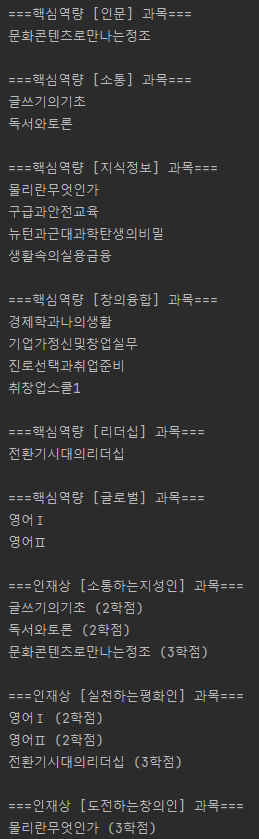 ===핵심역량 [인문] 과목===
문화콘텐츠로만나는정조
===핵심역량 [소통] 과목===
글쓰기의기초
독서와토론
===핵심역량 [지식정보] 과목===
물리란무엇인가
구급과안전교육
뉴턴과근대과학탄생의비밀
생활속의실용금융
===핵심역량 [창의융합] 과목===
경제학과나의생활
기업가정신및창업실무
진로선택과취업준비
취창업스쿨1
===핵심역량 [리더십] 과목===
전환기시대의리더십
===핵심역량 [글로벌] 과목===
영어Ⅰ
영어Ⅱ
===인재상 [소통하는지성인] 과목===
글쓰기의기초 (2학점)
독서와토론 (2학점)
문화콘텐츠로만나는정조 (3학점)
===인재상 [실천하는평화인] 과목===
영어Ⅰ (2학점)
영어Ⅱ (2학점)
전환기시대의리더십 (3학점)
===인재상 [도전하는창의인] 과목===
물리란무엇인가 (3학점)